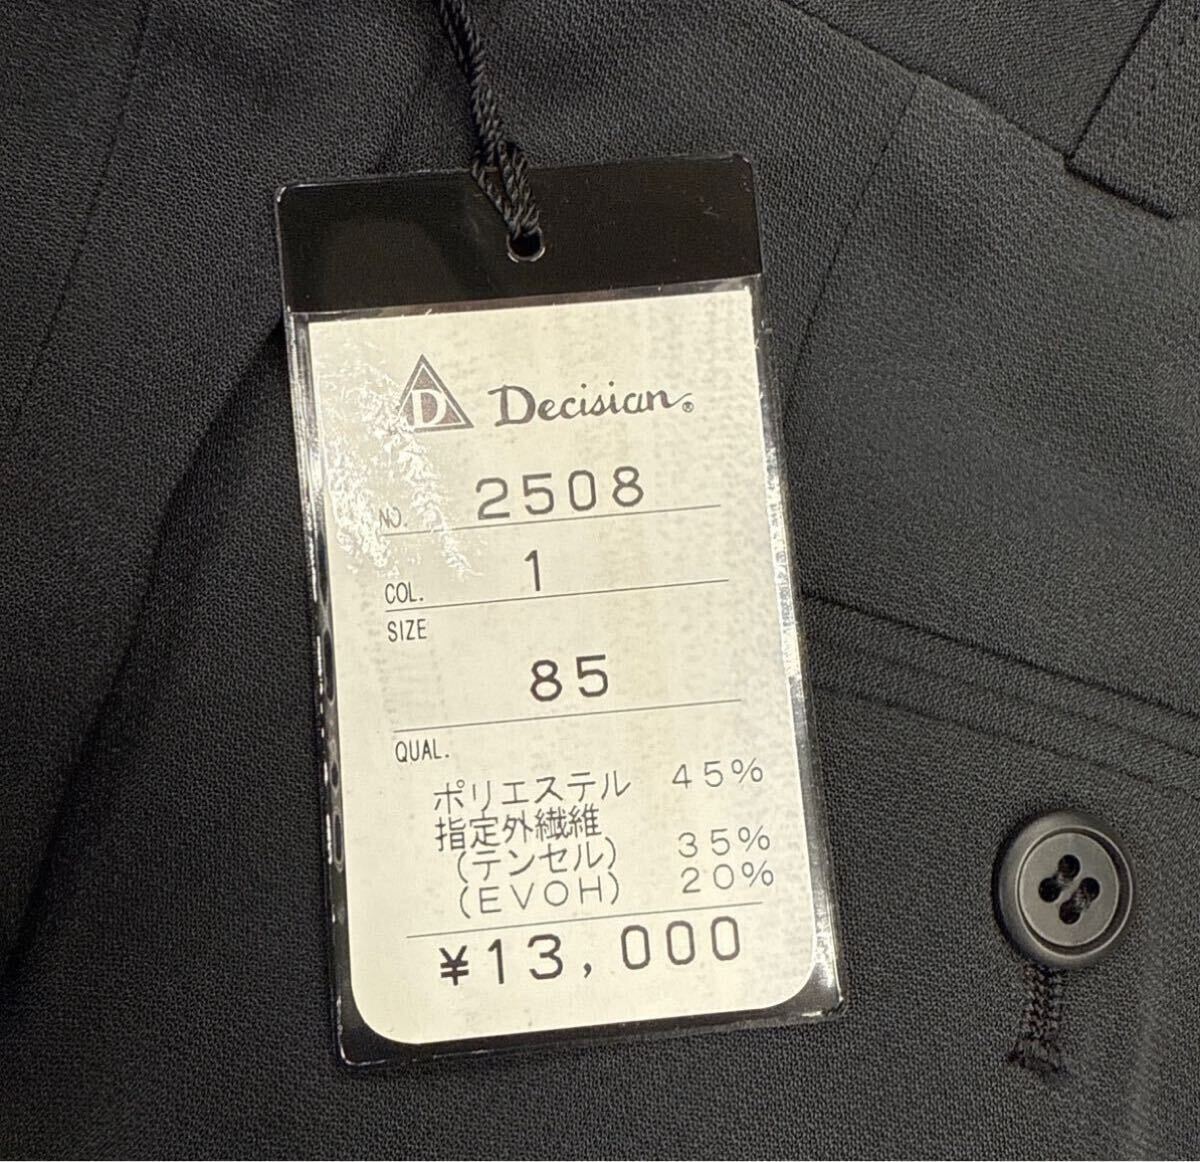 D Decisian®
NO. 2508
COL. 1
SIZE
85
QUAL.
ポリエステル 45%
指定外繊維
(テンセル) 35%
(EVOH) 20%
¥13,000